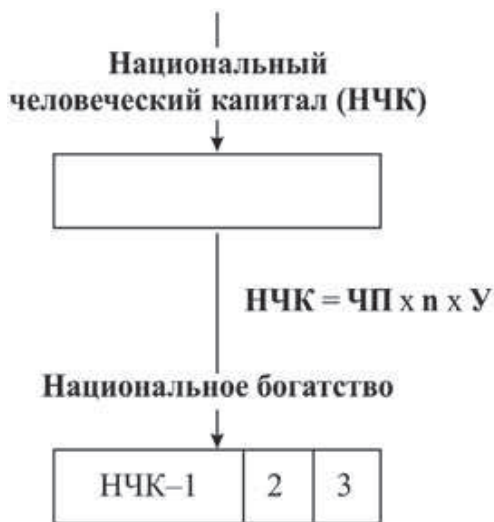 Национальный
человеческий капитал (НЧК)
НЧК = ЧП x n x У
Национальное богатство
НЧК–1 2 3